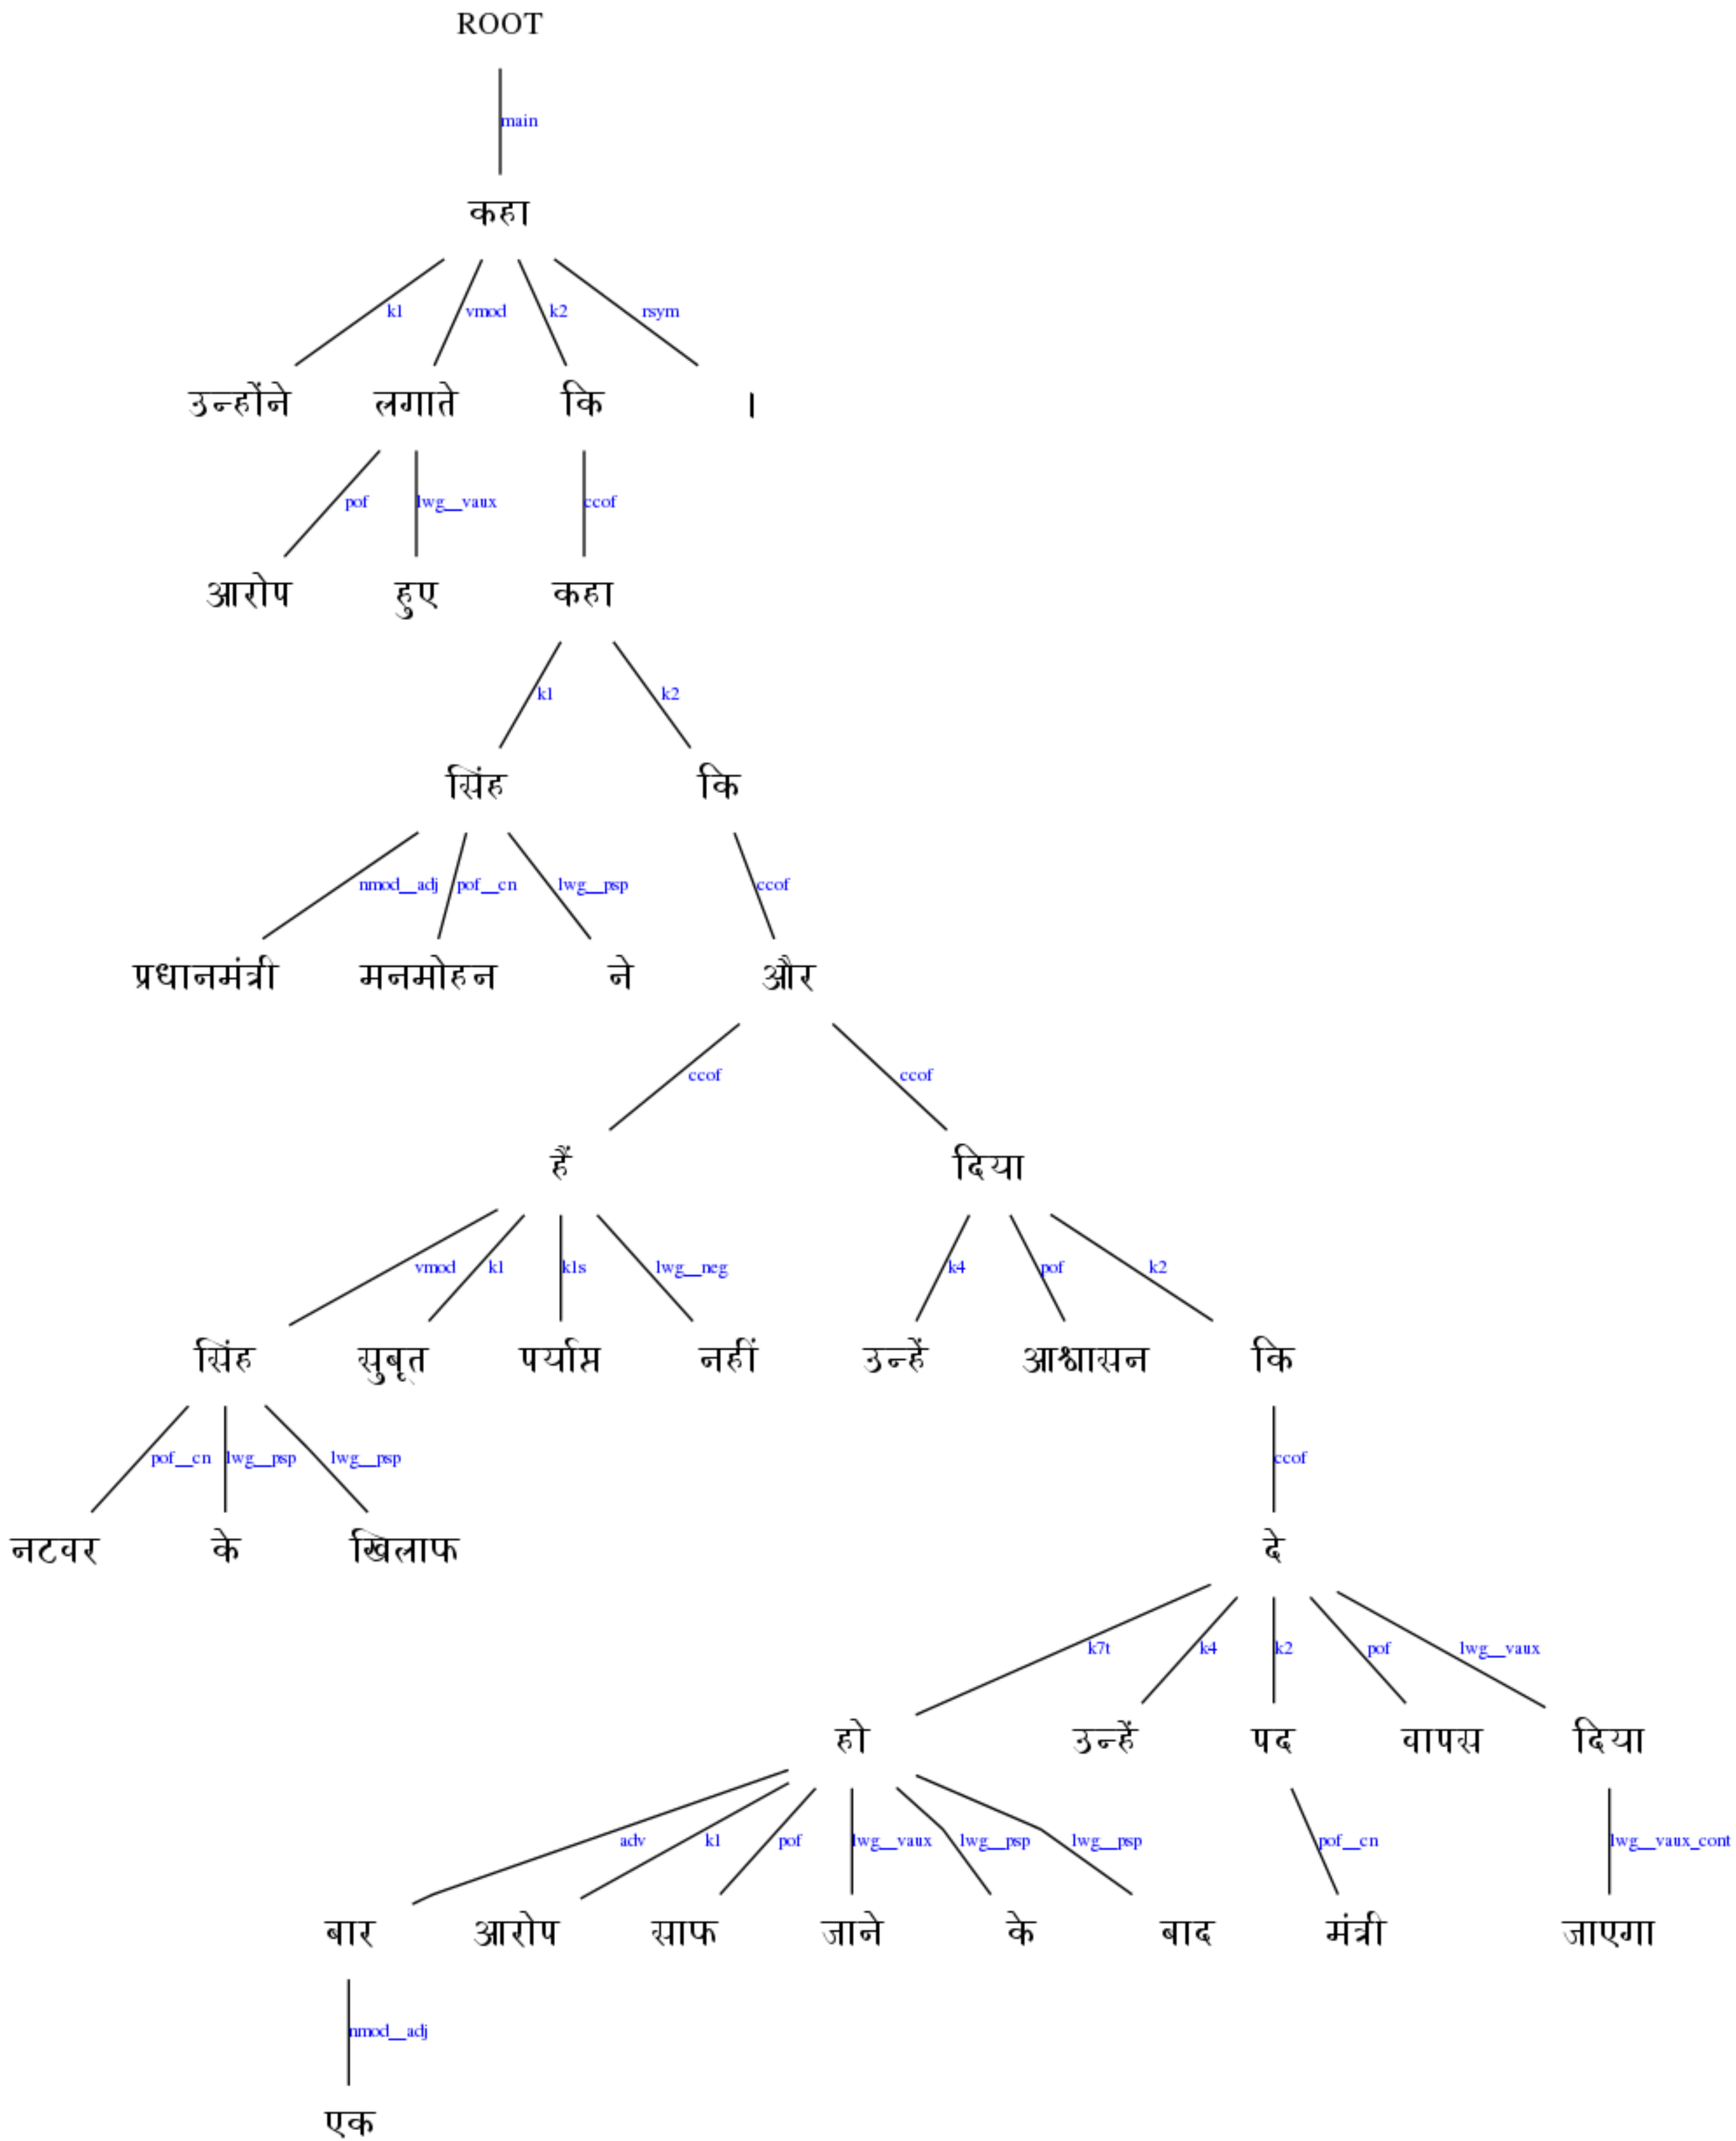 ROOT
main
कहा
k1 vmod k2 rsym
उन्होंने लगाते कि ।
pof lwg__vaux ccof
आरोप हुए कहा
k1 k2
सिंह कि
nmod__adj pof__cn lwg__psp ccof
प्रधानमंत्री मनमोहन ने और
ccof ccof
हैं दिया
vmod k1 k1s lwg__neg k4 pof k2
सिंह सुबूत पर्याप्त नहीं उन्हें आश्वासन कि
pof__cn lwg__psp lwg__psp ccof
नटवर के खिलाफ दे
k7t k4 k2 pof lwg__vaux
हो उन्हें पद वापस दिया
adv k1 pof lwg__vaux lwg__psp lwg__psp pof__cn lwg__vaux_cont
बार आरोप साफ जाने के बाद मंत्री जाएगा
nmod__adj
एक